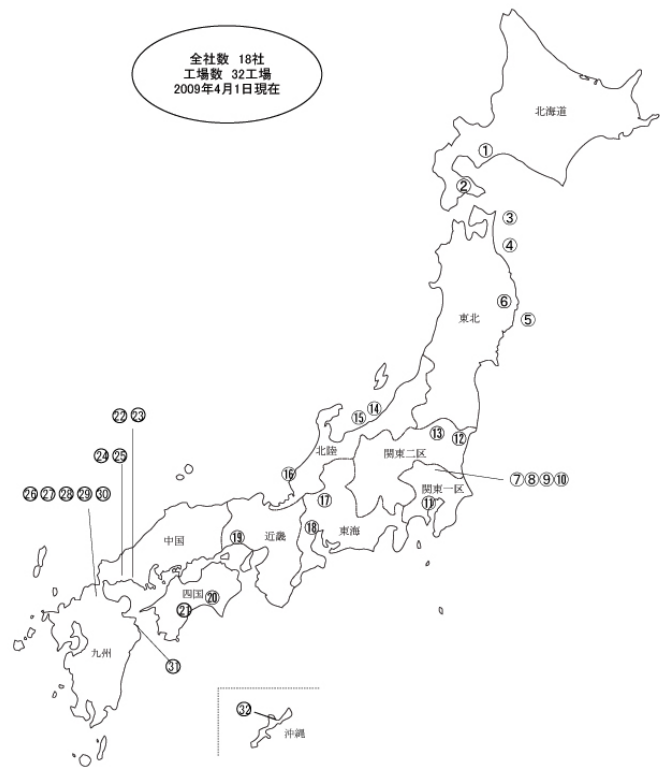 全社数 18社
工場数 32工場
2009年4月1日現在
北海道
①
②
③
④
⑥
⑤
東北
⑭
⑮
⑬
⑫
㉒㉓
北陸
関東二区
㉔㉕
⑯
⑦⑧⑨⑩
㉖㉗㉘㉙㉚
⑰
関東一区
⑪
⑱
東海
⑲
近畿
中国
四国
⑳
㉑
九州
㉛
㉜
沖縄